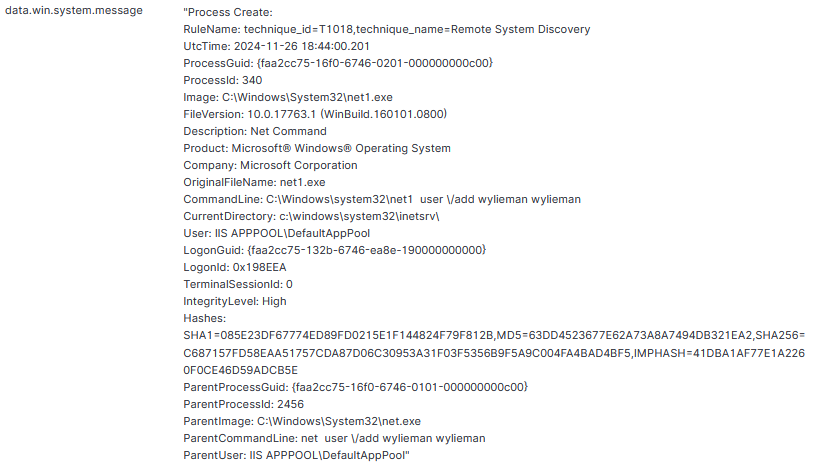 data.win.system.message
"Process Create:
RuleName: technique_id=T1018,technique_name=Remote System Discovery
UtcTime: 2024-11-26 18:44:00.201
ProcessGuid: {faa2cc75-16f0-6746-0201-000000000c00}
ProcessId: 340
Image: C:\Windows\System32\net1.exe
FileVersion: 10.0.17763.1 (WinBuild.160101.0800)
Description: Net Command
Product: Microsoft® Windows® Operating System
Company: Microsoft Corporation
OriginalFileName: net1.exe
CommandLine: C:\Windows\system32\net1  user \/add wylieman wylieman
CurrentDirectory: c:\windows\system32\inetsrv\
User: IIS APPPOOL\DefaultAppPool
LogonGuid: {faa2cc75-132b-6746-ea8e-190000000000}
LogonId: 0x198EEA
TerminalSessionId: 0
IntegrityLevel: High
Hashes:
SHA1=085E23DF67774ED89FD0215E1F144824F79F812B,MD5=63DD4523677E62A73A8A7494DB321EA2,SHA256=
C687157FD58EAA51757CDA87D06C30953A31F03F5356B9F5A9C004FA4BAD4BF5,IMPHASH=41DBA1AF77E1A226
0F0CE46D59ADCB5E
ParentProcessGuid: {faa2cc75-16f0-6746-0101-000000000c00}
ParentProcessId: 2456
ParentImage: C:\Windows\System32\net.exe
ParentCommandLine: net  user \/add wylieman wylieman
ParentUser: IIS APPPOOL\DefaultAppPool"